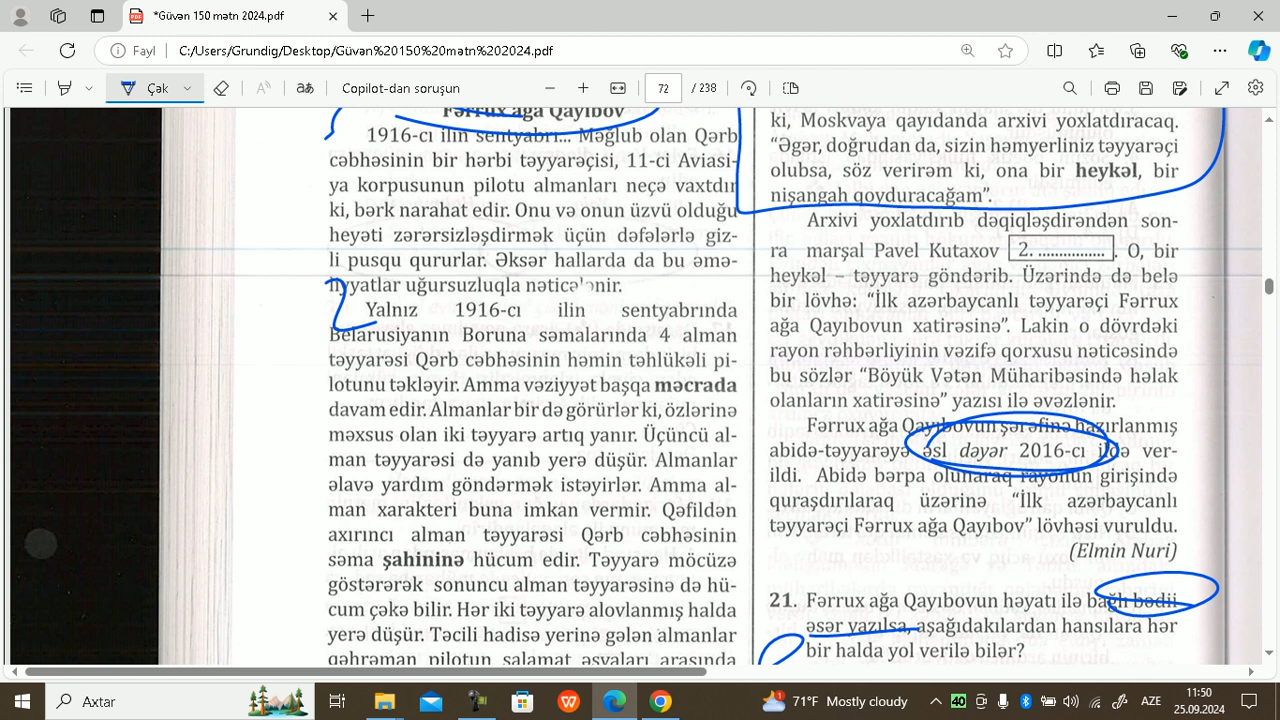 *Güvən 150 mətn 2024.pdf
Fayl
C:/Users/Grundig/Desktop/Güvən%20150%20mətn%202024.pdf
Çək
aあ
Copilot-dan soruşun
72
/ 238
Fərrux ağa Qayıbov
1916-cı ilin sentyabrı... Məğlub olan Qərb
cəbhəsinin bir hərbi təyyarəçisi, 11-ci Aviasi-
ya korpusunun pilotu almanları neçə vaxtdır
ki, bərk narahat edir. Onu və onun üzvü olduğu
heyəti zərərsizləşdirmək üçün dəfələrlə giz-
li pusqu qururlar. Əksər hallarda da bu əmə-
liyyatlar uğursuzluqla nəticələnir.
Yalnız 1916-cı ilin sentyabrında
Belarusiyanın Boruna səmalarında 4 alman
təyyarəsi Qərb cəbhəsinin həmin təhlükəli pi-
lotunu təkləyir. Amma vəziyyət başqa məcrada
davam edir. Almanlar bir də görürlər ki, özlərinə
məxsus olan iki təyyarə artıq yanır. Üçüncü al-
man təyyarəsi də yanıb yerə düşür. Almanlar
əlavə yardım göndərmək istəyirlər. Amma al-
man xarakteri buna imkan vermir. Qəfildən
axırıncı alman təyyarəsi Qərb cəbhəsinin
səma şahininə hücum edir. Təyyarə möcüzə
göstərərək sonuncu alman təyyarəsinə də hü-
cum çəkə bilir. Hər iki təyyarə alovlanmış halda
yerə düşür. Təcili hadisə yerinə gələn almanlar
qəhrəman pilotun salamat əşyaları arasında
ki, Moskvaya qayıdanda arxivi yoxlatdıracaq.
“Əgər, doğrudan da, sizin həmyerliniz təyyarəçi
olubsa, söz verirəm ki, ona bir heykəl, bir
nişangah qoyduracağam”.
Arxivi yoxlatdırıb dəqiqləşdirəndən son-
ra marşal Pavel Kutaxov 2. ................ . O, bir
heykəl – təyyarə göndərib. Üzərində də belə
bir lövhə: “İlk azərbaycanlı təyyarəçi Fərrux
ağa Qayıbovun xatirəsinə”. Lakin o dövrdəki
rayon rəhbərliyinin vəzifə qorxusu nəticəsində
bu sözlər “Böyük Vətən Müharibəsində həlak
olanların xatirəsinə” yazısı ilə əvəzlənir.
Fərrux ağa Qayıbovun şərəfinə hazırlanmış
abidə-təyyarəyə əsl dəyər 2016-cı ildə ver-
ildi. Abidə bərpa olunaraq rayonun girişində
quraşdırılaraq üzərinə “İlk azərbaycanlı
təyyarəçi Fərrux ağa Qayıbov” lövhəsi vuruldu.
(Elmin Nuri)
21. Fərrux ağa Qayıbovun həyatı ilə bağlı bədii
əsər yazılsa, aşağıdakılardan hansılara hər
bir halda yol verilə bilər?
Axtar
71°F Mostly cloudy
40
AZE
11:50
25.09.2024